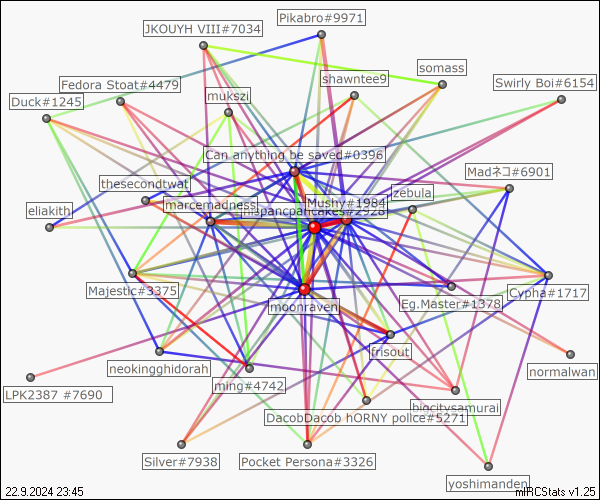 Pikabro#9971
JKOUYH VIII#7034
somass
shawntee9
Fedora Stoat#4479
Swirly Boi#6154
mukszi
Duck#1245
Can anything be saved#0396
Madネコ#6901
thesecondtwat
zebula
Mushy#1984
marcemadness
eliakith
Majestic#3375
Cypha#1717
Eg.Master#1378
moonraven
frisout
neokingghidorah
normalwan
ming#4742
LPK2387 #7690
bigcitysamurai
DacobDacob hORNY police#5271
Silver#7938
Pocket Persona#3326
yoshimanden
22.9.2024 23:45
mIRCStats v1.25